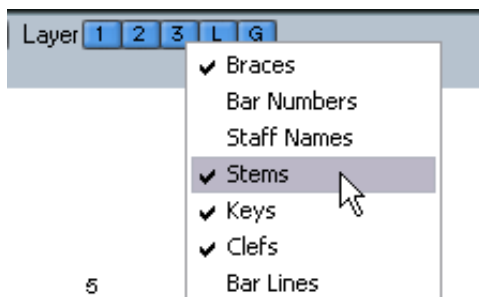 Layer 1 2 3 L G
Braces
Bar Numbers
Staff Names
Stems
Keys
Clefs
5 Bar Lines